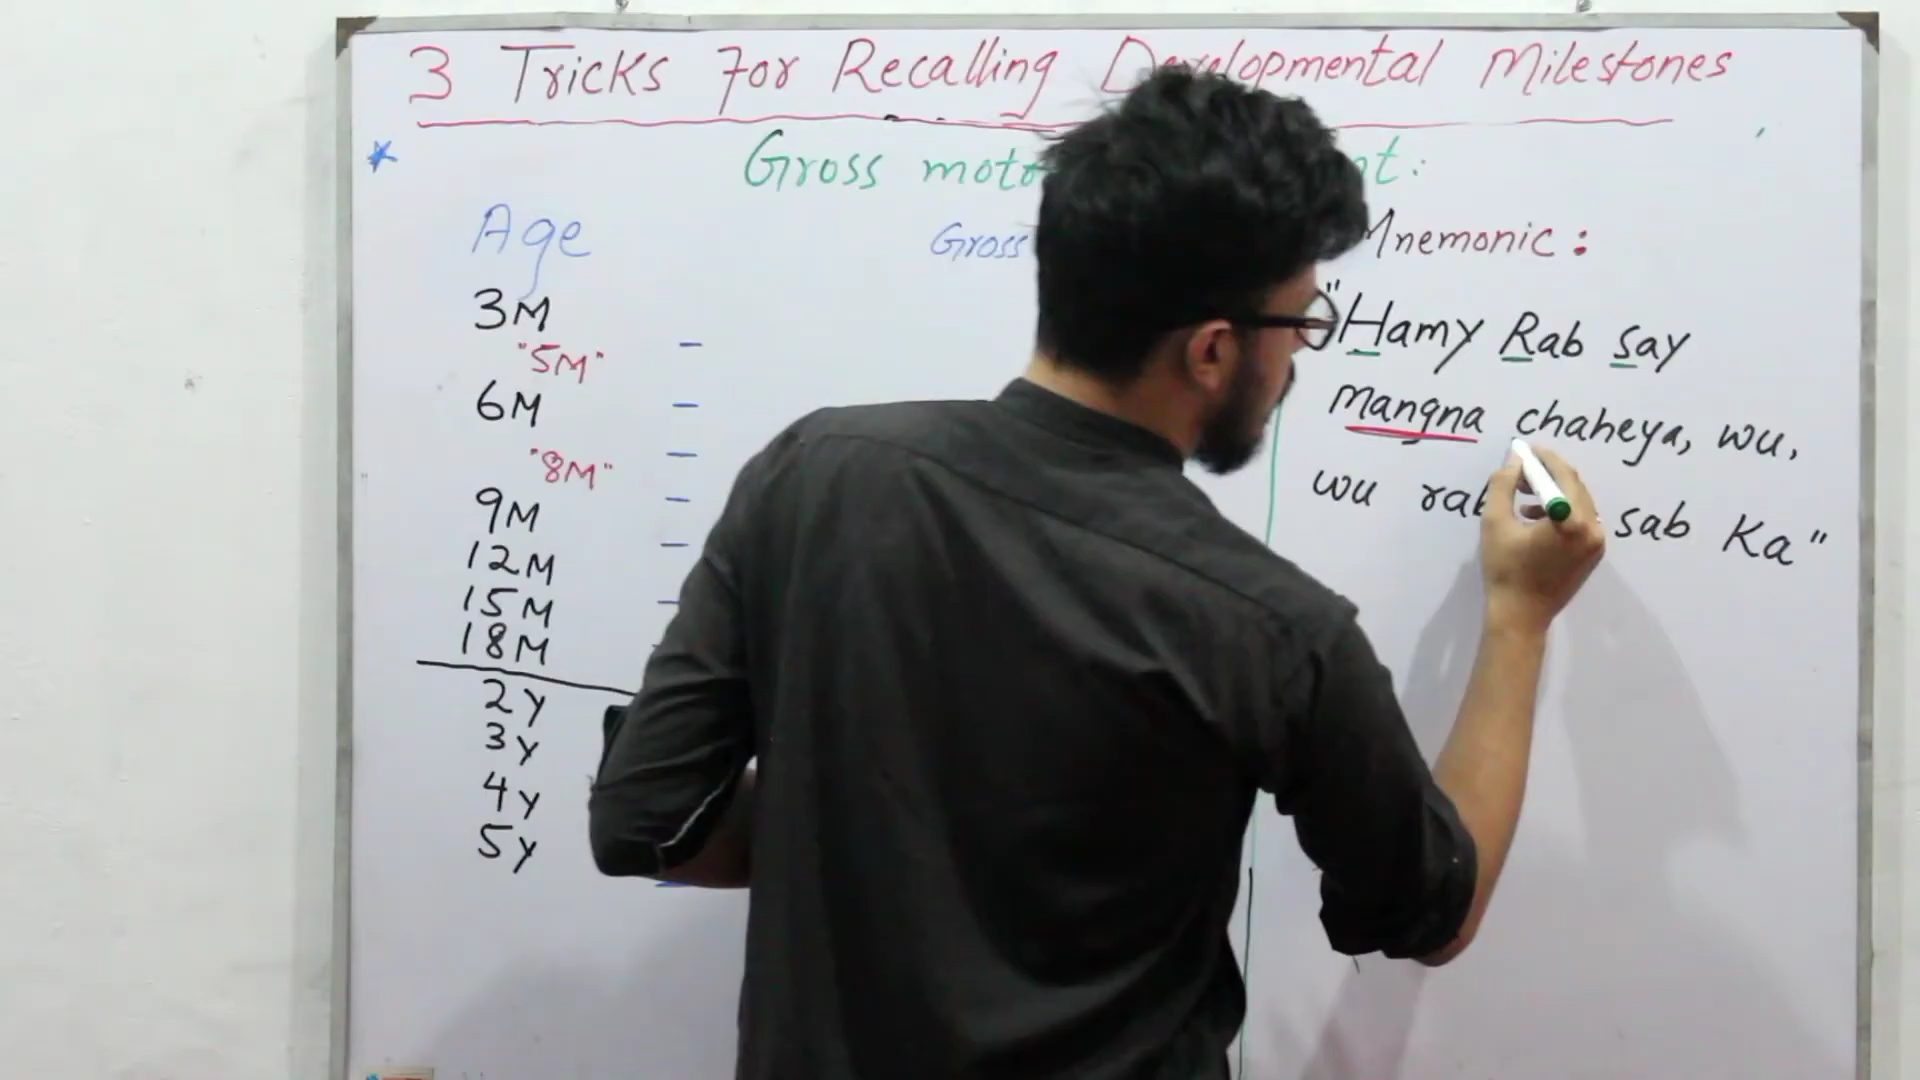 3 Tricks For Recalling Developmental Milestones
Gross
Age
Gross
Mnemonic:
3M
"5M"
6M
"8M"
9M
12M
15M
18M
2Y
3Y
4Y
5Y
"Hamy Rab say
mangna chaheya, wu,
wu sab Ka"